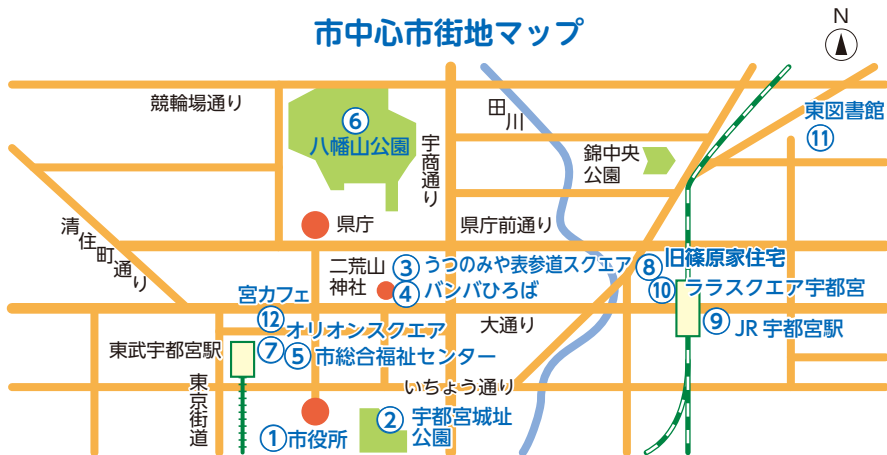 市中心市街地マップ
N
競輪場通り
⑥
八幡山公園
宇商通り
田川
錦中央
公園
東図書館
⑪
清住町通り
県庁
県庁前通り
二荒山
神社
③うつのみや表参道スクエア
④バンバひろば
⑧旧篠原家住宅
⑩ララスクエア宇都宮
⑨JR宇都宮駅
宮カフェ
⑫
オリオンスクエア
大通り
東武宇都宮駅
⑦
⑤市総合福祉センター
東京街道
いちょう通り
①市役所
②宇都宮城址
公園